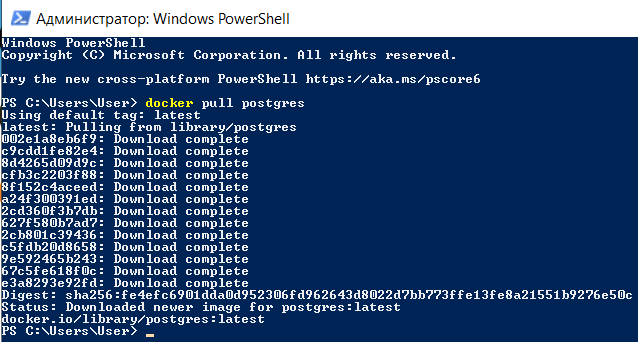 Администратор: Windows PowerShell
Windows PowerShell
Copyright (C) Microsoft Corporation. All rights reserved.
Try the new cross-platform PowerShell https://aka.ms/pscore6
PS C:\Users\User> docker pull postgres
Using default tag: latest
latest: Pulling from library/postgres
002e1a8eb6f9: Download complete
c9cdd1fe82e4: Download complete
8d4265d09d9c: Download complete
cfb3c2203f88: Download complete
8f152c4aceed: Download complete
a24f300391ed: Download complete
2cd360f3b7db: Download complete
627f580b7ad7: Download complete
2cb801c39436: Download complete
c5fdb20d8658: Download complete
9e592465b243: Download complete
67c5fe618f0c: Download complete
e3a8293e92fd: Download complete
Digest: sha256:fe4efc6901dda0d952306fd962643d8022d7bb773ffe13fe8a21551b9276e50c
Status: Downloaded newer image for postgres:latest
docker.io/library/postgres:latest
PS C:\Users\User> _